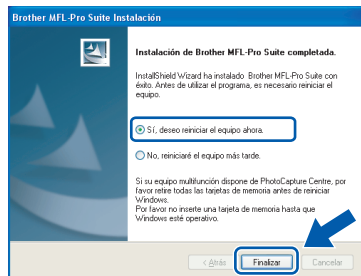 Brother MFL-Pro Suite Instalación
Instalación de Brother MFL-Pro Suite completada.
InstallShield Wizard ha instalado Brother MFL-Pro Suite con
éxito. Antes de utilizar el programa, es necesario reiniciar el
equipo.
Sí, deseo reiniciar el equipo ahora.
No, reiniciaré el equipo más tarde.
Si su equipo multifunción dispone de PhotoCapture Centre, por
favor retire todas las tarjetas de memoria antes de reiniciar
Windows.
Por favor no inserte una tarjeta de memoria hasta que
Windows esté operativo.
< Atrás
Finalizar
Cancelar